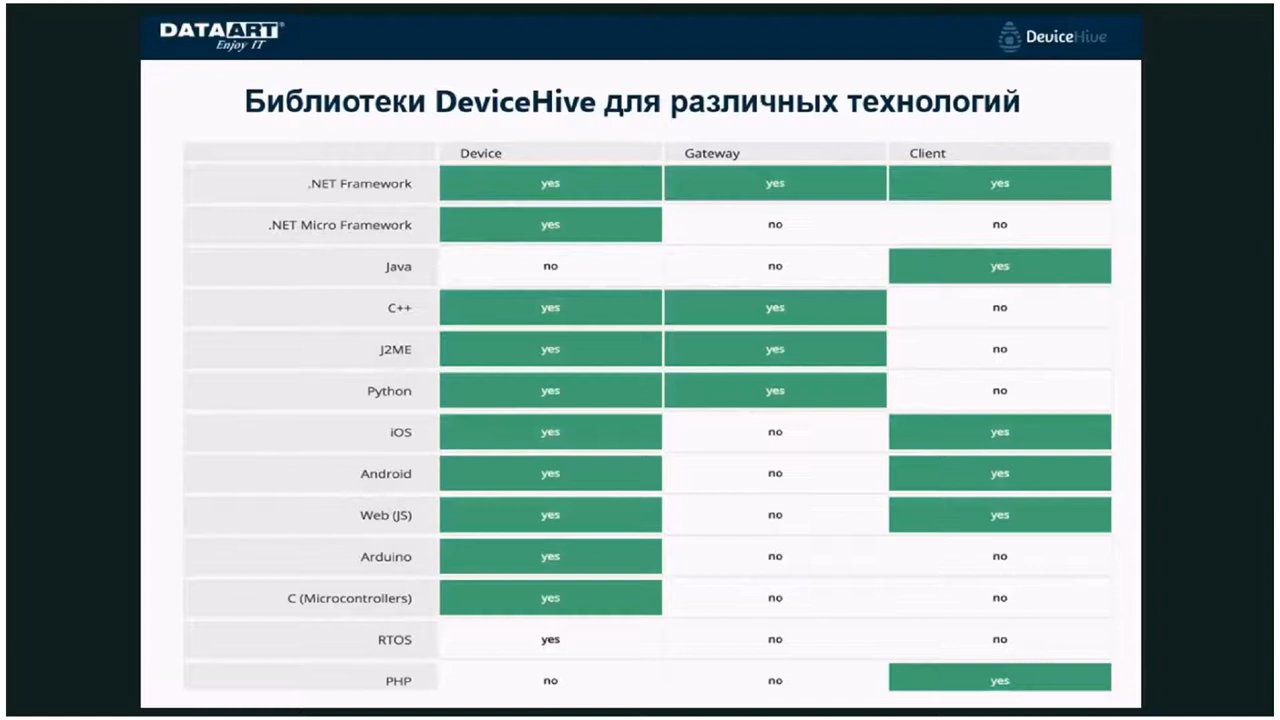 DATAART®
Enjoy IT
DeviceHive
Библиотеки DeviceHive для различных технологий
Device Gateway Client
.NET Framework yes yes yes
.NET Micro Framework yes no no
Java no no yes
C++ yes yes no
J2ME yes yes no
Python yes yes no
iOS yes no yes
Android yes no yes
Web (JS) yes no yes
Arduino yes no no
C (Microcontrollers) yes no no
RTOS yes no no
PHP no no yes